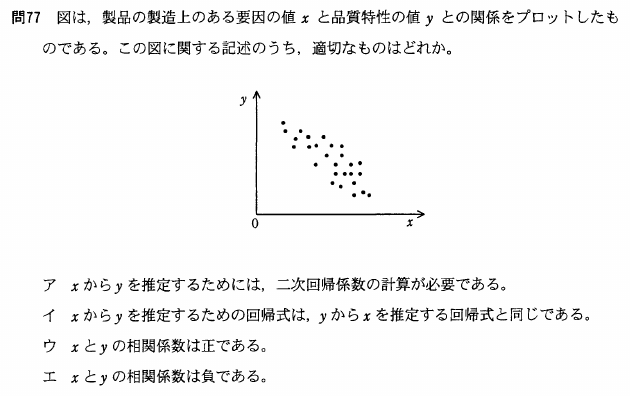 問77 図は，製品の製造上のある要因の値 x と品質特性の値 y との関係をプロットしたも
のである。この図に関する記述のうち，適切なものはどれか。
y
0
x
ア x から y を推定するためには，二次回帰係数の計算が必要である。
イ x から y を推定するための回帰式は，y から x を推定する回帰式と同じである。
ウ x と y の相関係数は正である。
エ x と y の相関係数は負である。